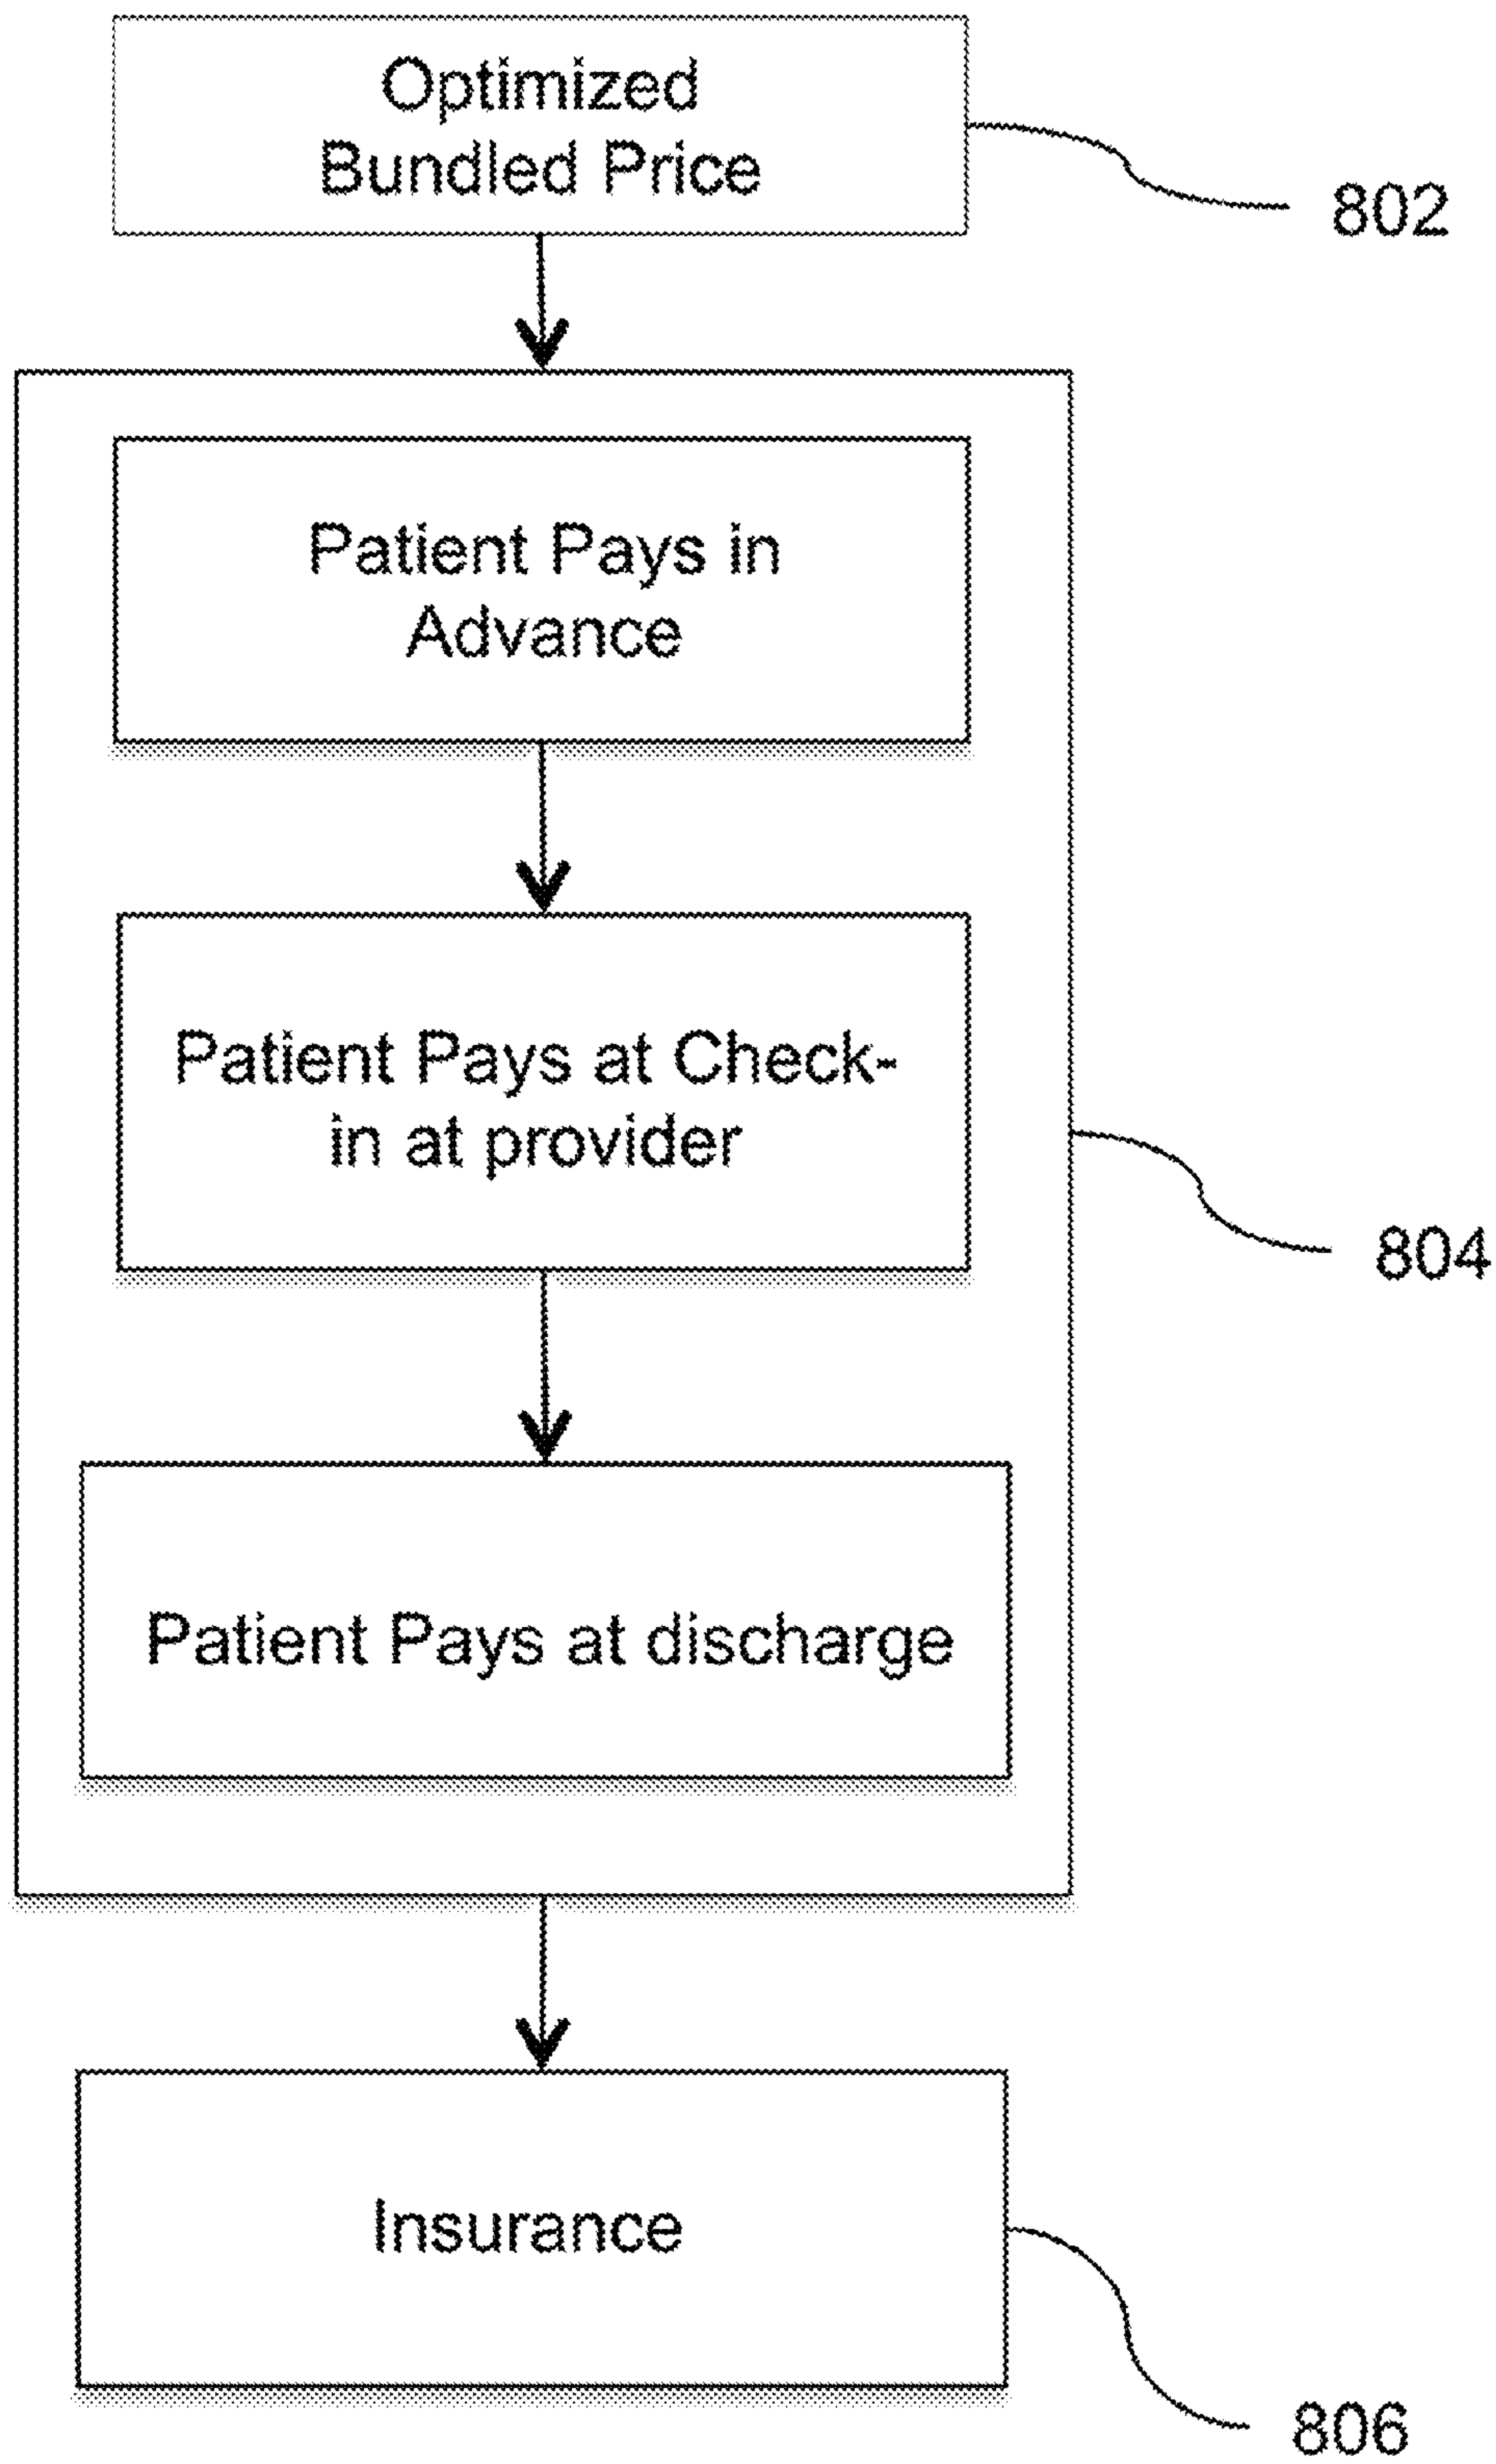 Optimized
Bundled Price
802
Patient Pays in
Advance
Patient Pays at Check-
in at provider
804
Patient Pays at discharge
Insurance
806